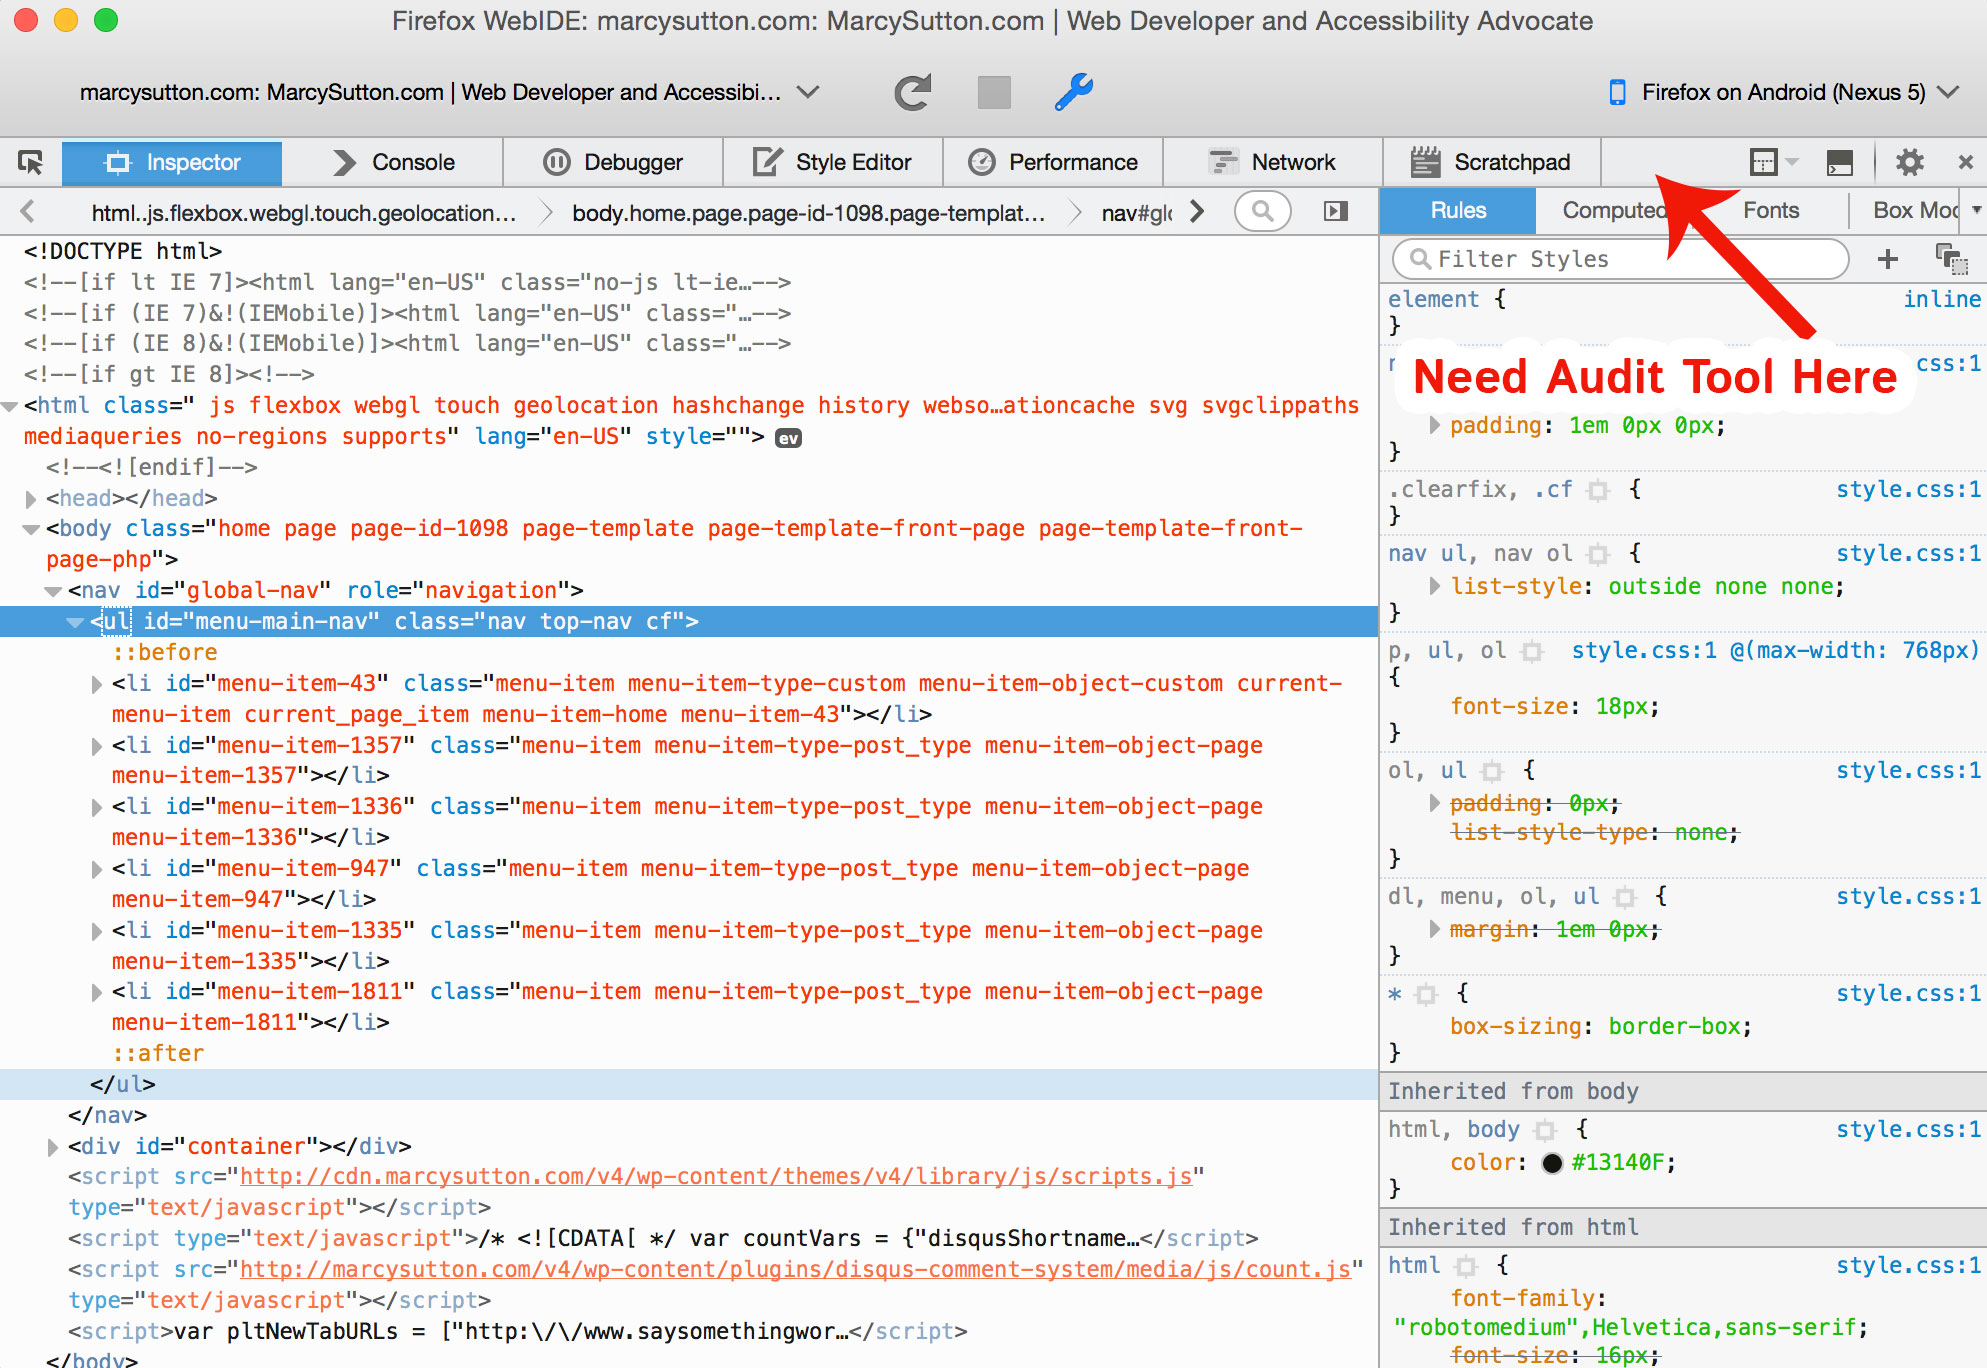 Firefox WebIDE: marcysutton.com: MarcySutton.com | Web Developer and Accessibility Advocate
marcysutton.com: MarcySutton.com | Web Developer and Accessibi...
Firefox on Android (Nexus 5)
Inspector
Console
Debugger
Style Editor
Performance
Network
Scratchpad
html..js.flexbox.webgl.touch.geolocation...
body.home.page.page-id-1098.page-templat...
nav#glo
<!DOCTYPE html>
<!--[if lt IE 7]><html lang="en-US" class="no-js lt-ie…-->
<!--[if (IE 7)&!(IEMobile)]><html lang="en-US" class="…-->
<!--[if (IE 8)&!(IEMobile)]><html lang="en-US" class="…-->
<!--[if gt IE 8]><!-->
<html class=" js flexbox webgl touch geolocation hashchange history webso…ationcache svg svgclippaths
mediaqueries no-regions supports" lang="en-US" style=""> ev
<!--<![endif]-->
<head></head>
<body class="home page page-id-1098 page-template page-template-front-page page-template-front-
page-php">
<nav id="global-nav" role="navigation">
<ul id="menu-main-nav" class="nav top-nav cf">
::before
<li id="menu-item-43" class="menu-item menu-item-type-custom menu-item-object-custom current-
menu-item current_page_item menu-item-home menu-item-43"></li>
<li id="menu-item-1357" class="menu-item menu-item-type-post_type menu-item-object-page
menu-item-1357"></li>
<li id="menu-item-1336" class="menu-item menu-item-type-post_type menu-item-object-page
menu-item-1336"></li>
<li id="menu-item-947" class="menu-item menu-item-type-post_type menu-item-object-page
menu-item-947"></li>
<li id="menu-item-1335" class="menu-item menu-item-type-post_type menu-item-object-page
menu-item-1335"></li>
<li id="menu-item-1811" class="menu-item menu-item-type-post_type menu-item-object-page
menu-item-1811"></li>
::after
</ul>
</nav>
<div id="container"></div>
<script src="http://cdn.marcysutton.com/v4/wp-content/themes/v4/library/js/scripts.js"
type="text/javascript"></script>
<script type="text/javascript">/* <![CDATA[ */ var countVars = {"disqusShortname…</script>
<script src="http://marcysutton.com/v4/wp-content/plugins/disqus-comment-system/media/js/count.js"
type="text/javascript"></script>
<script>var pltNewTabURLs = ["http:\/\/www.saysomethingwor…</script>
</body>
Rules
Computed
Fonts
Box Mo
Filter Styles
element {
inline
}
Need Audit Tool Here
css:1
padding: 1em 0px 0px;
}
.clearfix, .cf {
style.css:1
}
nav ul, nav ol {
style.css:1
list-style: outside none none;
}
p, ul, ol
style.css:1 @(max-width: 768px)
{
font-size: 18px;
}
ol, ul {
style.css:1
padding: 0px;
list-style-type: none;
}
dl, menu, ol, ul {
style.css:1
margin: 1em 0px;
}
* {
style.css:1
box-sizing: border-box;
}
Inherited from body
html, body {
style.css:1
color: #13140F;
}
Inherited from html
html {
style.css:1
font-family:
"robotomedium",Helvetica,sans-serif;
font-size: 16px;